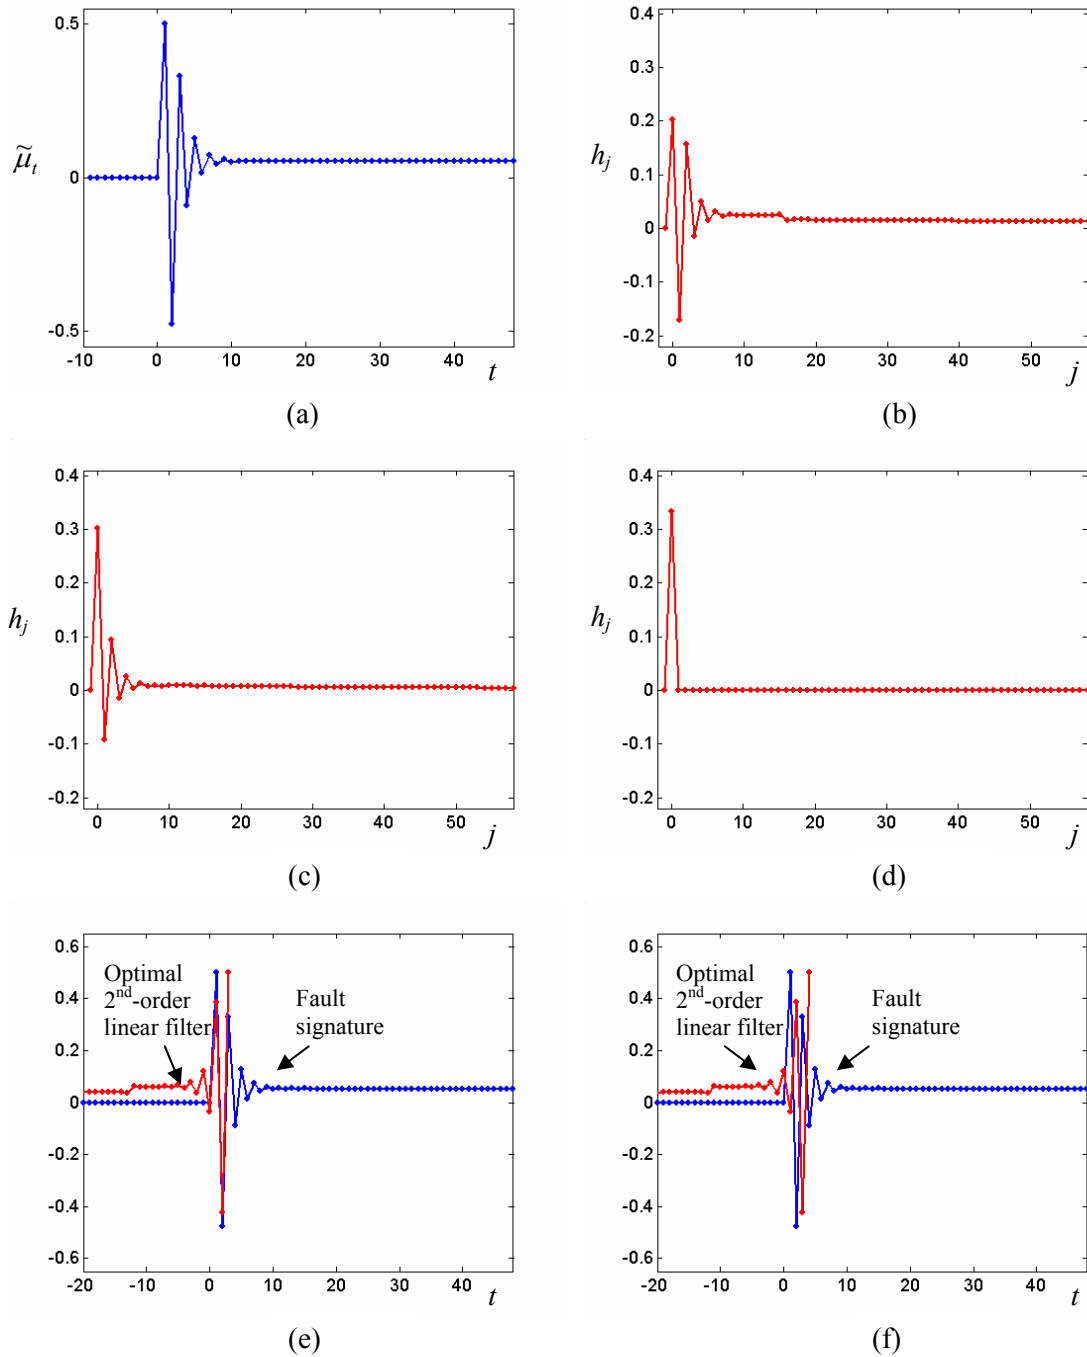 0.5
0
-0.5
μ̃t
-10 0 10 20 30 40
t
(a)
0.4
0.3
0.2
0.1
0
-0.1
-0.2
hj
0 10 20 30 40 50
j
(b)
0.4
0.3
0.2
0.1
0
-0.1
-0.2
hj
0 10 20 30 40 50
j
(c)
0.4
0.3
0.2
0.1
0
-0.1
-0.2
hj
0 10 20 30 40 50
j
(d)
0.6
0.4
0.2
0
-0.2
-0.4
-0.6
Optimal
2nd-order
linear filter
Fault
signature
-20 -10 0 10 20 30 40
t
(e)
0.6
0.4
0.2
0
-0.2
-0.4
-0.6
Optimal
2nd-order
linear filter
Fault
signature
-20 -10 0 10 20 30 40
t
(f)